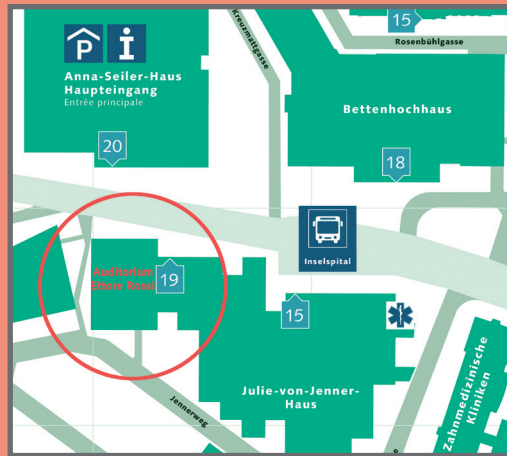 15
Kreuzmattgasse
Rosenbühlgasse
P i
Anna-Seiler-Haus
Haupteingang
Entrée principale
Bettenhochhaus
20
18
Inselspital
Auditorium
Ettore Rossi
19
15
Julie-von-Jenner-
Haus
Jennerweg
Zahnmedizinische
Kliniken